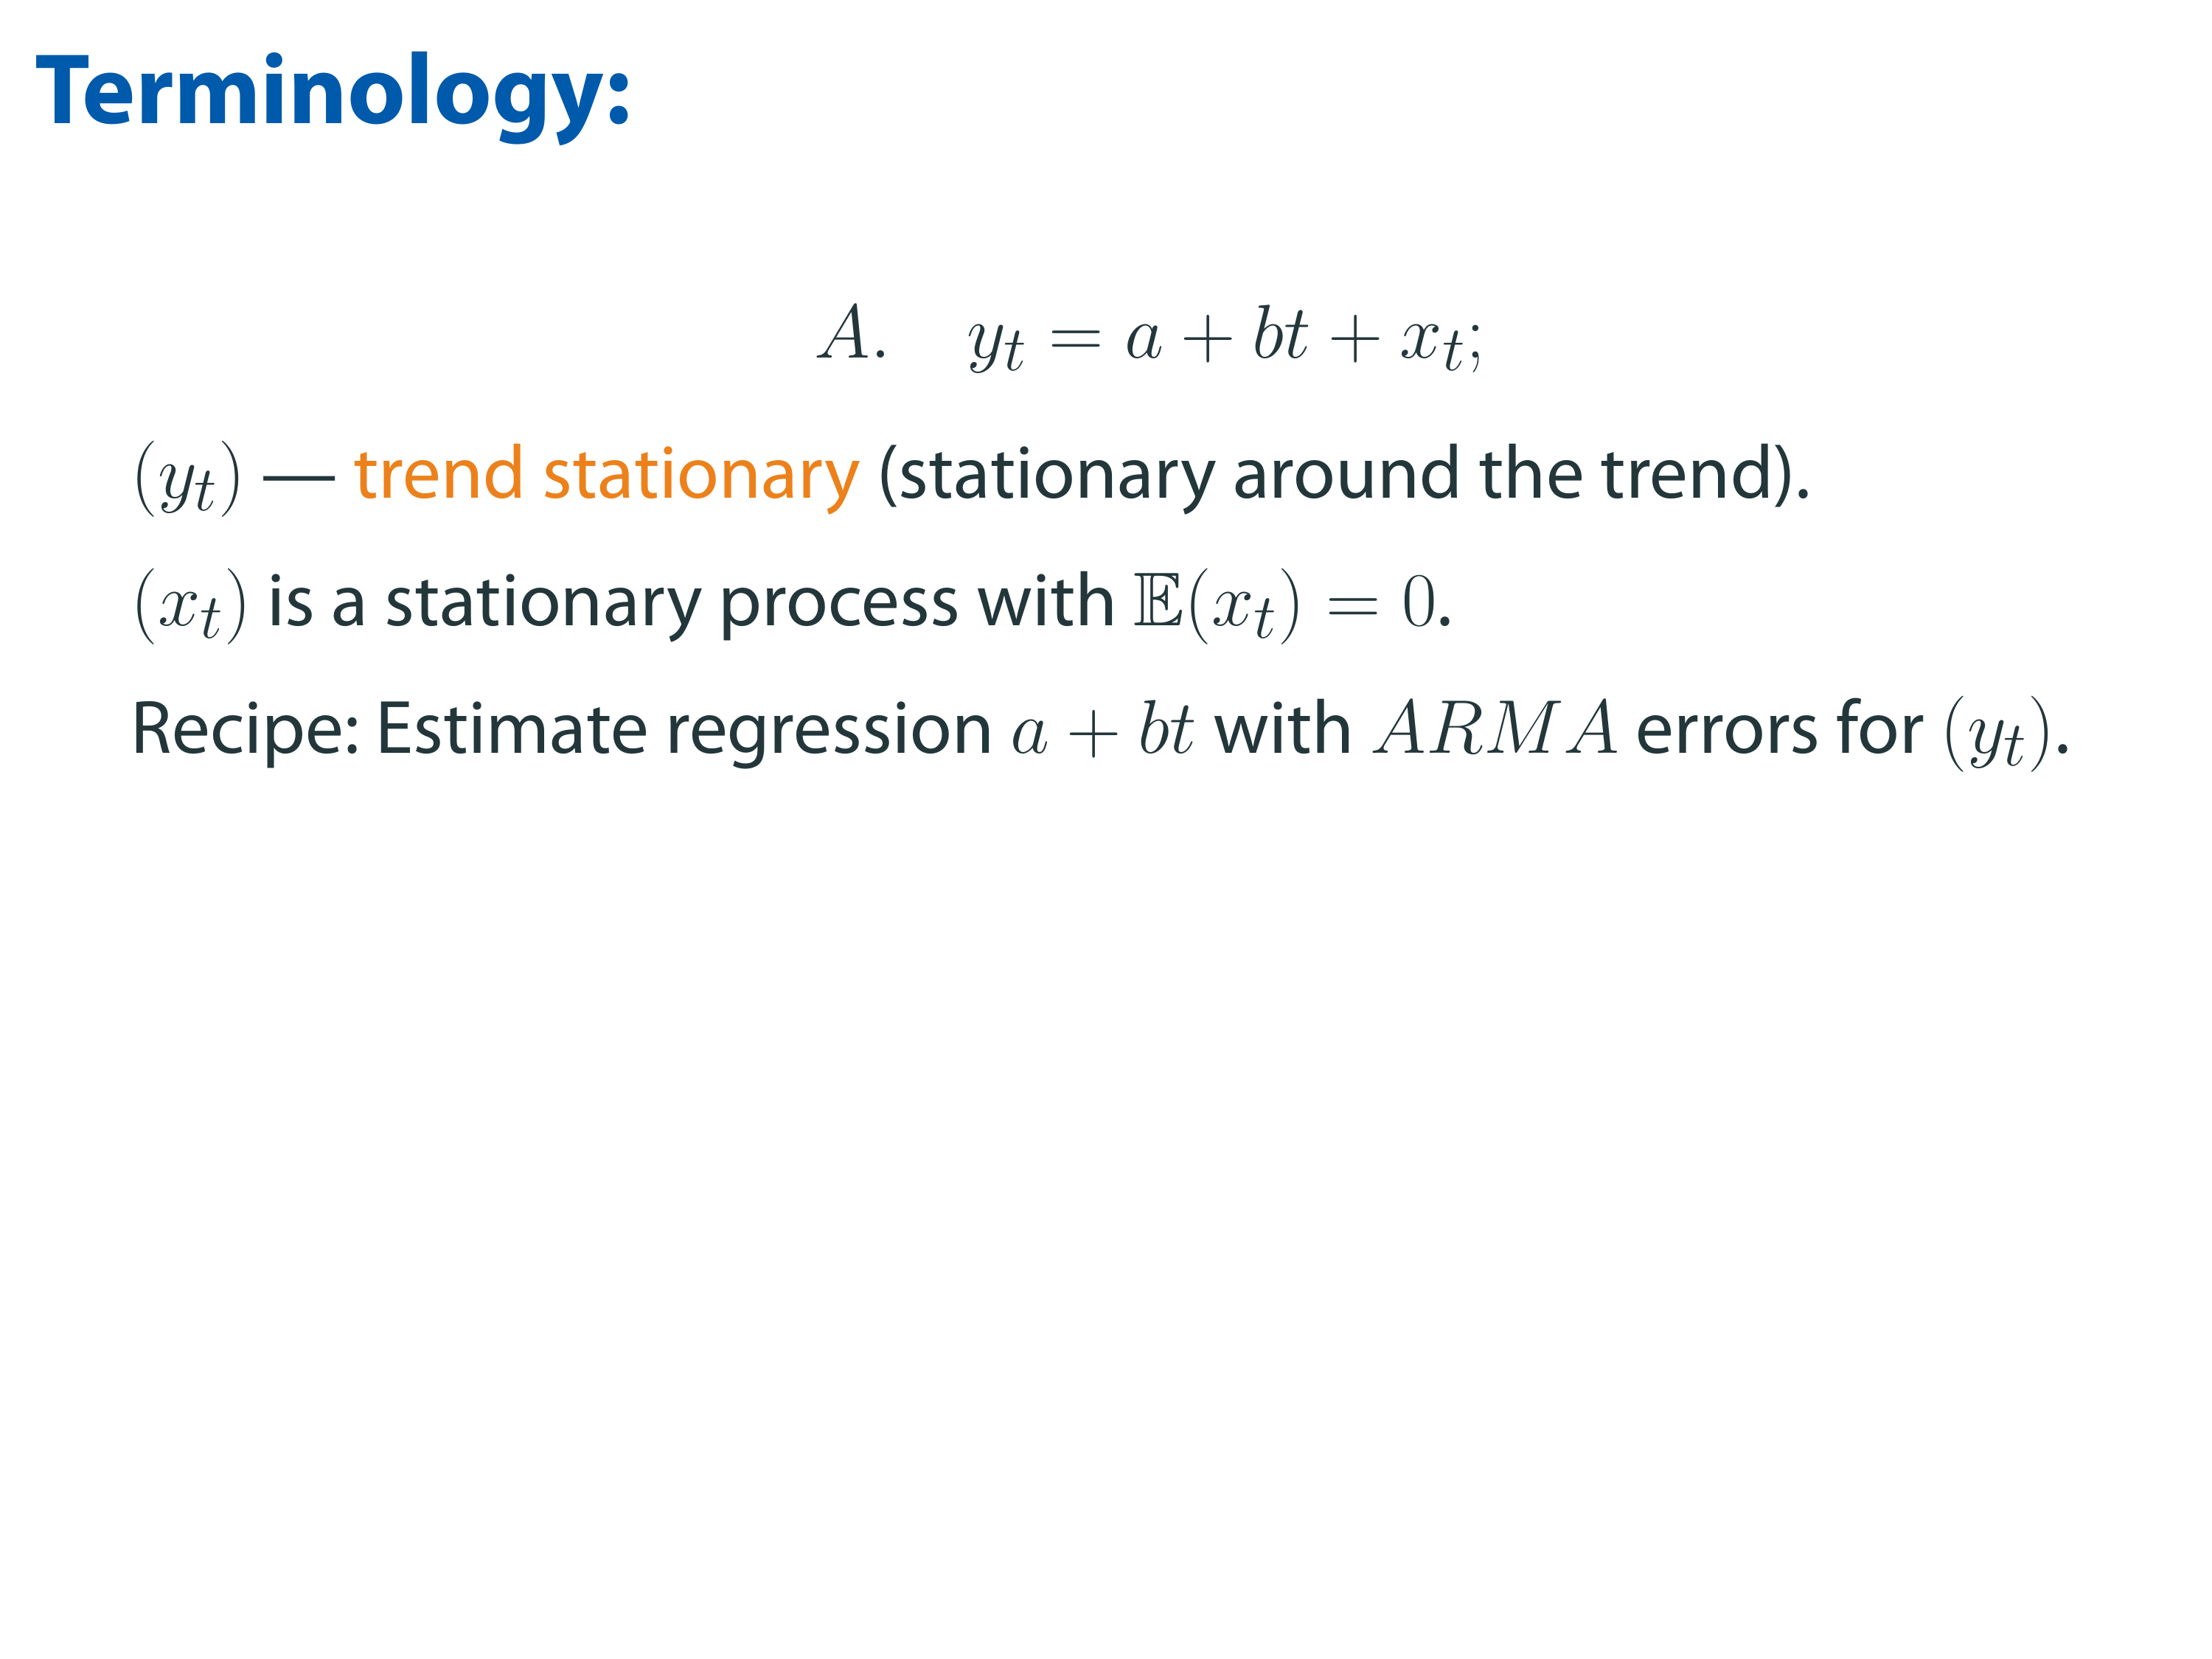 Terminology:
A. y_t = a + bt + x_t;
(y_t) — trend stationary (stationary around the trend).
(x_t) is a stationary process with 𝔼(x_t) = 0.
Recipe: Estimate regression a + bt with ARMA errors for (y_t).